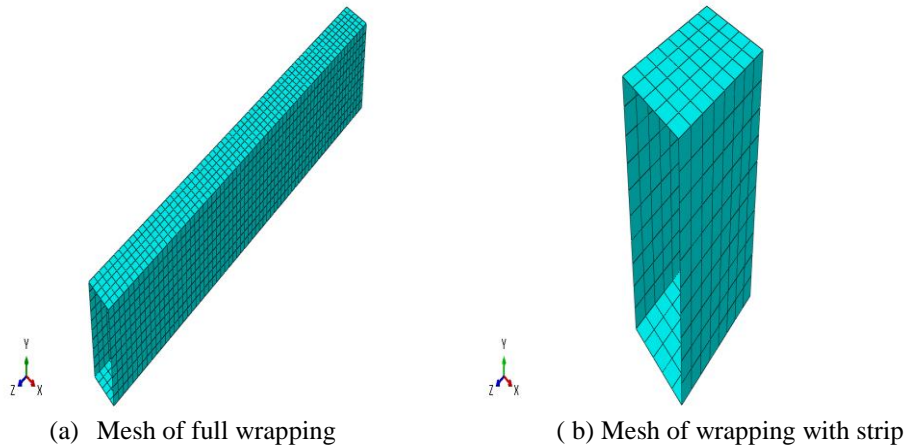 Y
Z X
Y
Z X
(a) Mesh of full wrapping
( b) Mesh of wrapping with strip